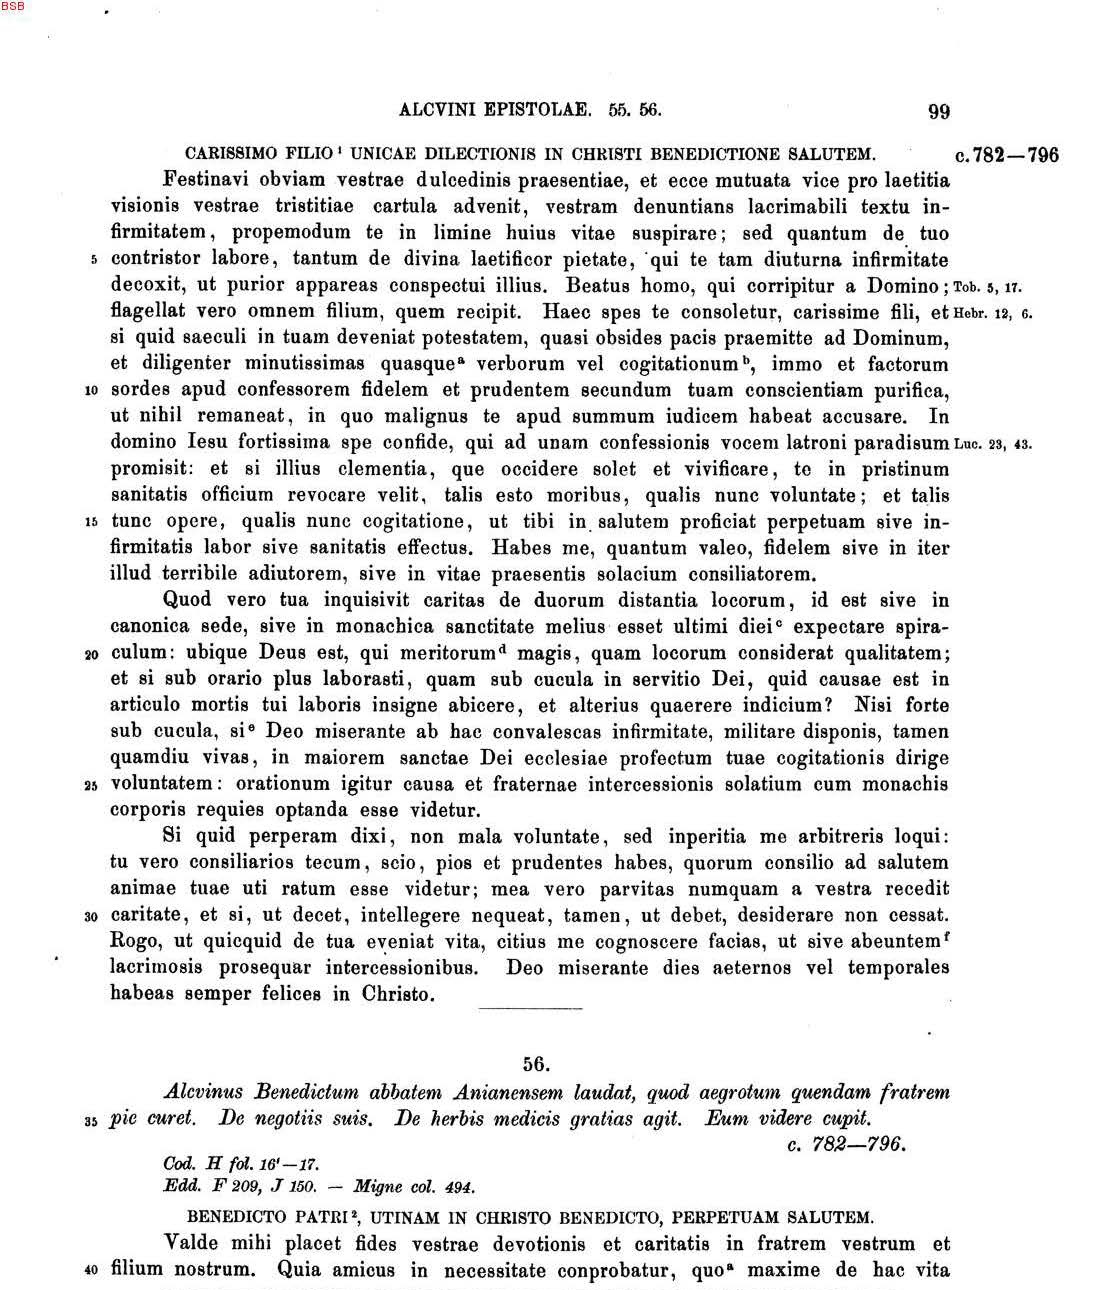 BSB
ALCVINI EPISTOLAE. 55. 56. 99
CARISSIMO FILIO ¹ UNICAE DILECTIONIS IN CHRISTI BENEDICTIONE SALUTEM. c. 782—796
Festinavi obviam vestrae dulcedinis praesentiae, et ecce mutuata vice pro laetitia
visionis vestrae tristitiae cartula advenit, vestram denuntians lacrimabili textu in-
firmitatem, propemodum te in limine huius vitae suspirare; sed quantum de tuo
5 contristor labore, tantum de divina laetificor pietate, qui te tam diuturna infirmitate
decoxit, ut purior appareas conspectui illius. Beatus homo, qui corripitur a Domino; Tob. 5, 17.
flagellat vero omnem filium, quem recipit. Haec spes te consoletur, carissime fili, et Hebr. 12, 6.
si quid saeculi in tuam deveniat potestatem, quasi obsides pacis praemitte ad Dominum,
et diligenter minutissimas quasque ᵃ verborum vel cogitationum ᵇ, immo et factorum
10 sordes apud confessorem fidelem et prudentem secundum tuam conscientiam purifica,
ut nihil remaneat, in quo malignus te apud summum iudicem habeat accusare. In
domino Iesu fortissima spe confide, qui ad unam confessionis vocem latroni paradisum Luc. 23, 43.
promisit: et si illius clementia, que occidere solet et vivificare, te in pristinum
sanitatis officium revocare velit, talis esto moribus, qualis nunc voluntate; et talis
15 tunc opere, qualis nunc cogitatione, ut tibi in salutem proficiat perpetuam sive in-
firmitatis labor sive sanitatis effectus. Habes me, quantum valeo, fidelem sive in iter
illud terribile adiutorem, sive in vitae praesentis solacium consiliatorem.
Quod vero tua inquisivit caritas de duorum distantia locorum, id est sive in
canonica sede, sive in monachica sanctitate melius esset ultimi diei ᶜ expectare spira-
20 culum: ubique Deus est, qui meritorum ᵈ magis, quam locorum considerat qualitatem;
et si sub orario plus laborasti, quam sub cucula in servitio Dei, quid causae est in
articulo mortis tui laboris insigne abicere, et alterius quaerere indicium? Nisi forte
sub cucula, si ᵉ Deo miserante ab hac convalescas infirmitate, militare disponis, tamen
quamdiu vivas, in maiorem sanctae Dei ecclesiae profectum tuae cogitationis dirige
25 voluntatem: orationum igitur causa et fraternae intercessionis solatium cum monachis
corporis requies optanda esse videtur.
Si quid perperam dixi, non mala voluntate, sed inperitia me arbitreris loqui:
tu vero consiliarios tecum, scio, pios et prudentes habes, quorum consilio ad salutem
animae tuae uti ratum esse videtur; mea vero parvitas numquam a vestra recedit
30 caritate, et si, ut decet, intellegere nequeat, tamen, ut debet, desiderare non cessat.
Rogo, ut quicquid de tua eveniat vita, citius me cognoscere facias, ut sive abeuntem ᶠ
lacrimosis prosequar intercessionibus. Deo miserante dies aeternos vel temporales
habeas semper felices in Christo.
56.
Alcvinus Benedictum abbatem Anianensem laudat, quod aegrotum quendam fratrem
35 pie curet. De negotiis suis. De herbis medicis gratias agit. Eum videre cupit.
c. 782—796.
Cod. H fol. 16'—17.
Edd. F 209, J 150. — Migne col. 494.
BENEDICTO PATRI ², UTINAM IN CHRISTO BENEDICTO, PERPETUAM SALUTEM.
Valde mihi placet fides vestrae devotionis et caritatis in fratrem vestrum et
40 filium nostrum. Quia amicus in necessitate conprobatur, quo ᵃ maxime de hac vita